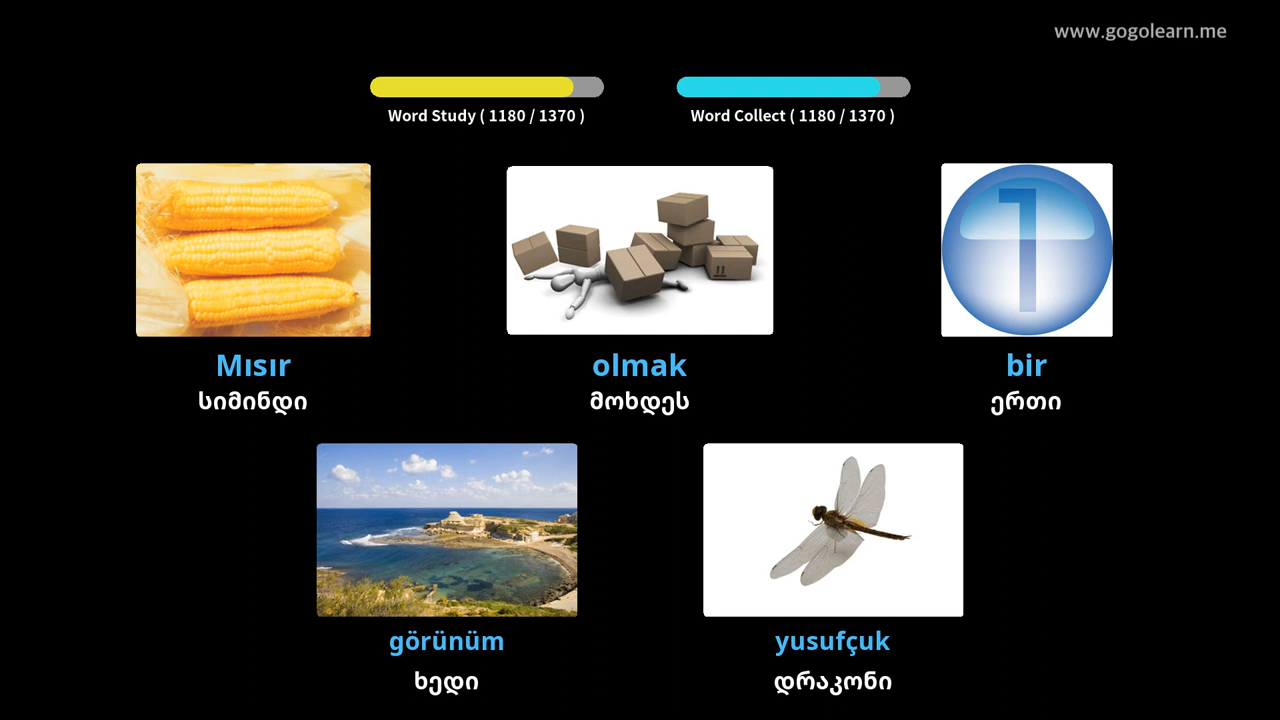 www.gogolearn.me
Word Study ( 1180 / 1370 )
Word Collect ( 1180 / 1370 )
Mısır
სიმინდი
olmak
მოხდეს
1
bir
ერთი
görünüm
ხედი
yusufçuk
დრაკონი